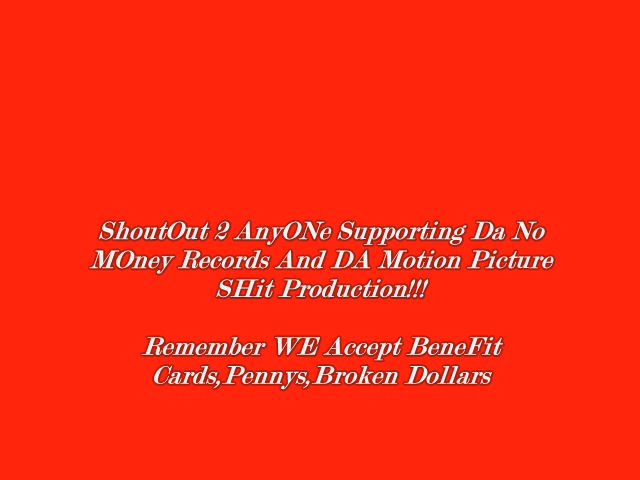 ShoutOut 2 AnyONe Supporting Da No
MOney Records And DA Motion Picture
SHit Production!!!
Remember WE Accept BeneFit
Cards,Pennys,Broken Dollars